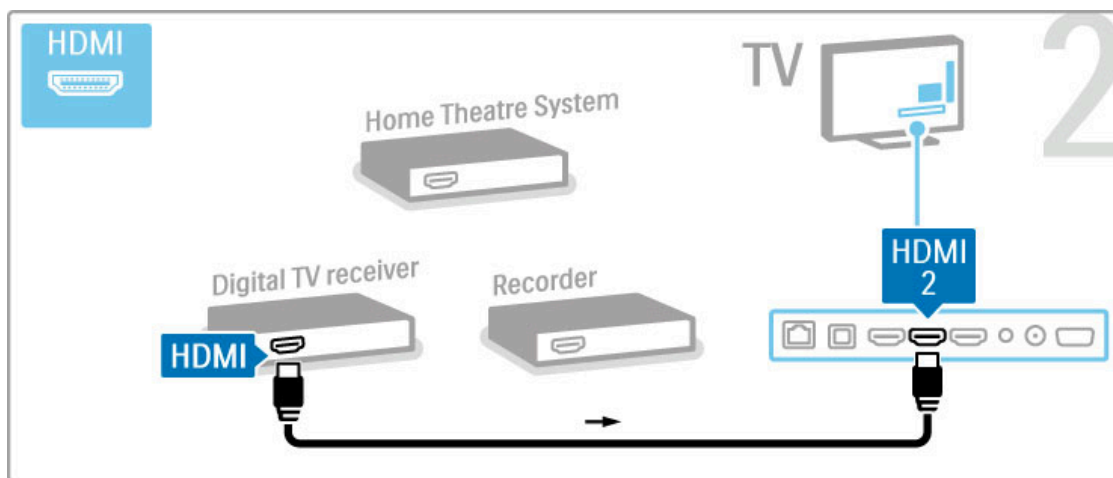 HDMI
TV
2
Home Theatre System
Digital TV receiver
Recorder
HDMI
2
HDMI